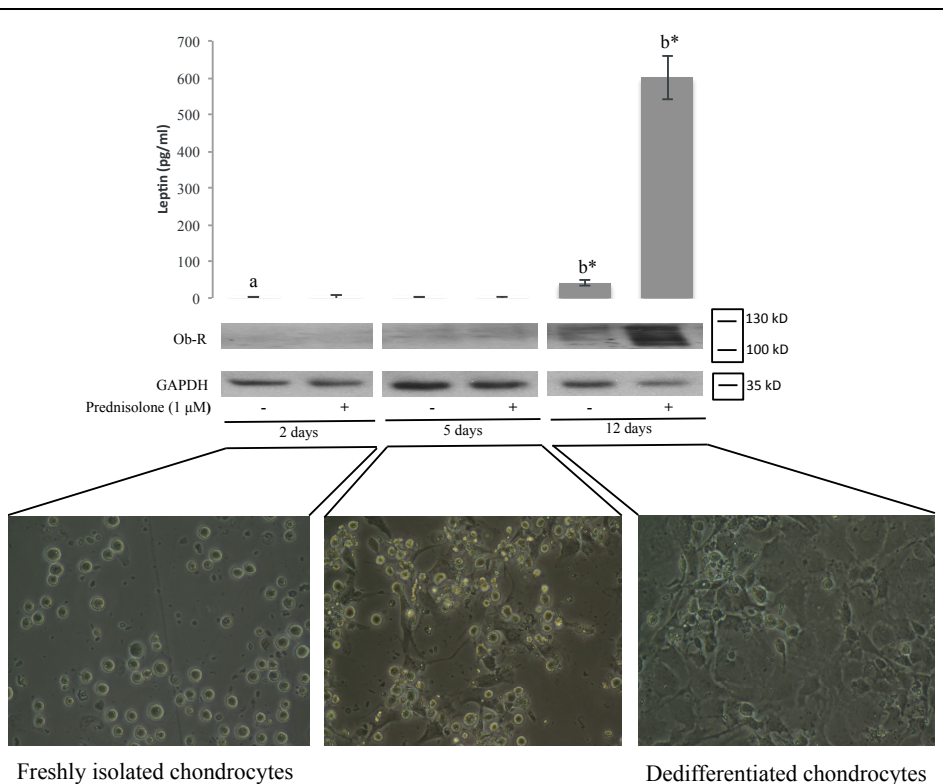 700
b*
600
500
400
300
200
100
0
Leptin (pg/ml)
a
b*
Ob-R
130 kD
100 kD
GAPDH
35 kD
Prednisolone (1 µM)
- + - + - +
2 days 5 days 12 days
Freshly isolated chondrocytes
Dedifferentiated chondrocytes